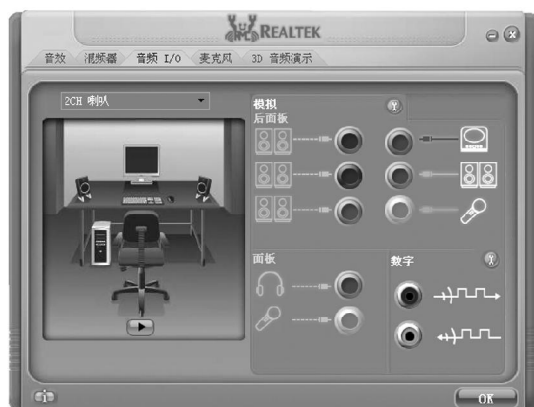 REALTEK
音效 混频器 音频 I/O 麦克风 3D 音频演示
2CH 喇叭
模拟
后面板
面板
数字
OK